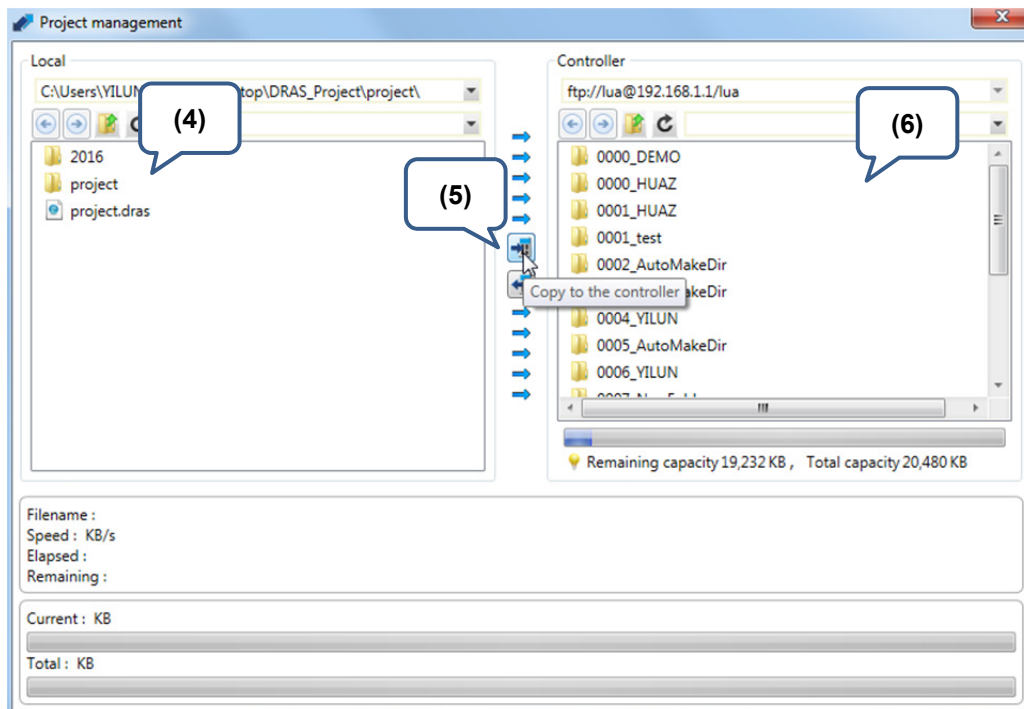 Project management
x
Local
C:\Users\YILUN top\DRAS_Project\project\
(4)
2016
project
project.dras
(5)
Copy to the controller
Controller
ftp://lua@192.168.1.1/lua
(6)
0000_DEMO
0000_HUAZ
0001_HUAZ
0001_test
0002_AutoMakeDir
akeDir
0004_YILUN
0005_AutoMakeDir
0006_YILUN
Remaining capacity 19,232 KB , Total capacity 20,480 KB
Filename :
Speed : KB/s
Elapsed :
Remaining :
Current : KB
Total : KB